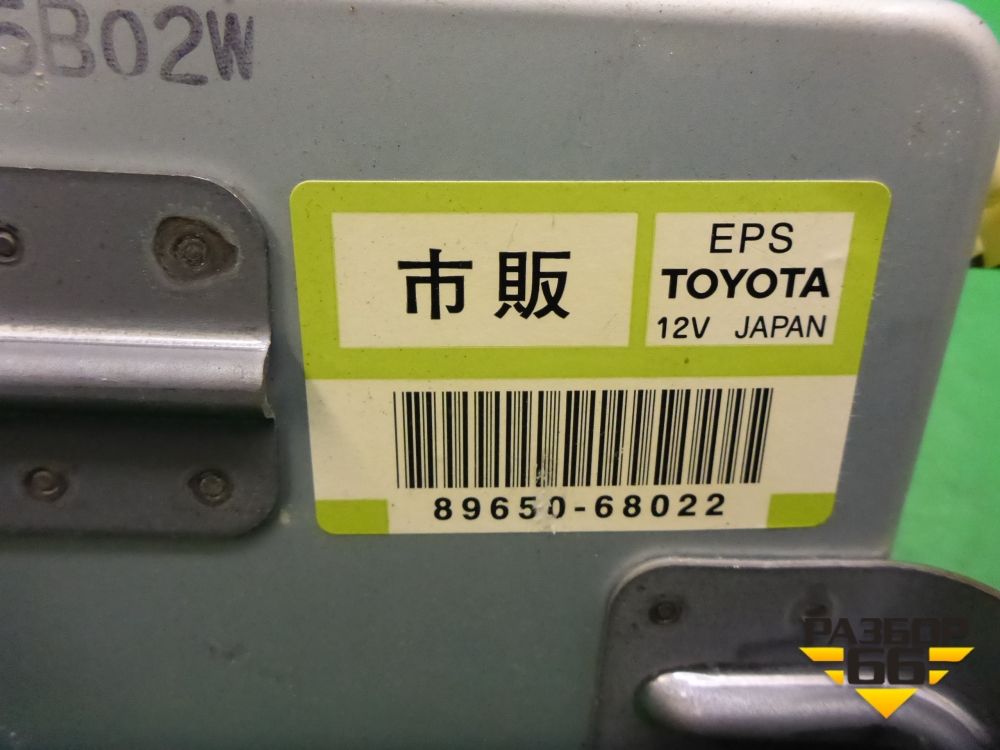 5B02W
市販
EPS
TOYOTA
12V JAPAN
89650-68022
РАЗБОР
66